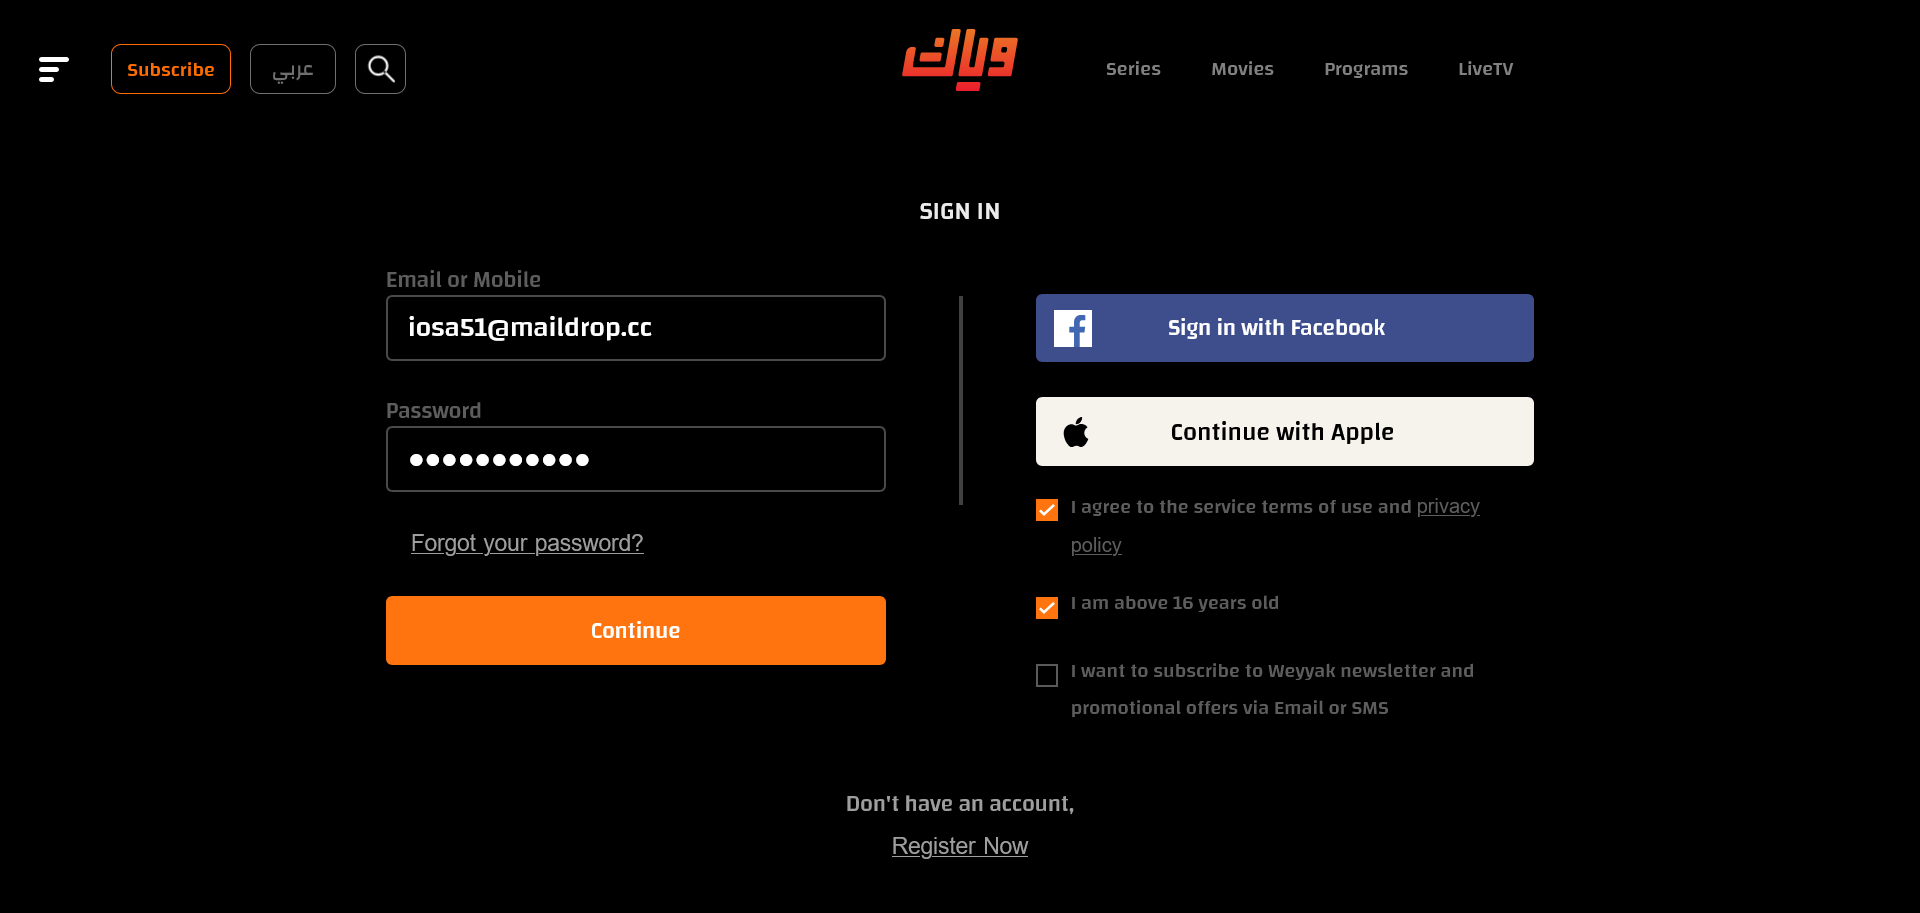 Subscribe
عربي
وياك
Series
Movies
Programs
LiveTV
SIGN IN
Email or Mobile
iosa51@maildrop.cc
Password
Forgot your password?
Continue
Sign in with Facebook
Continue with Apple
I agree to the service terms of use and privacy
policy
I am above 16 years old
I want to subscribe to Weyyak newsletter and
promotional offers via Email or SMS
Don't have an account,
Register Now